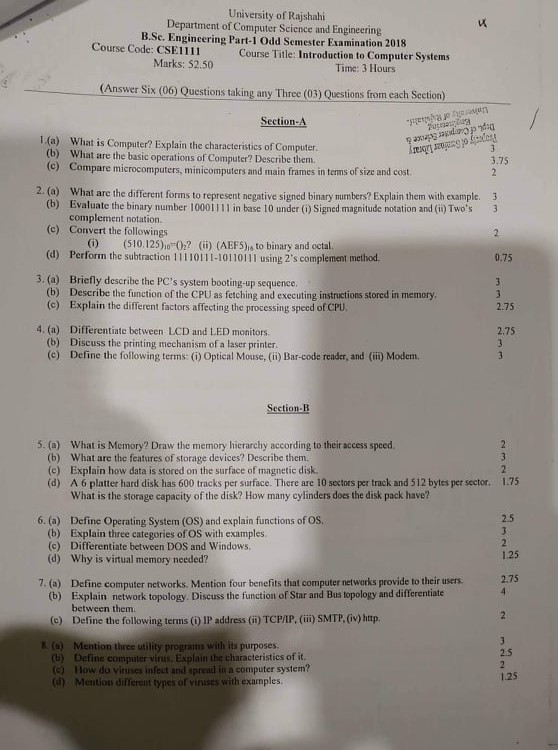 University of Rajshahi
Department of Computer Science and Engineering
B.Sc. Engineering Part-1 Odd Semester Examination 2018
Course Code: CSE1111 Course Title: Introduction to Computer Systems
Marks: 52.50 Time: 3 Hours
(Answer Six (06) Questions taking any Three (03) Questions from each Section)
Property of Seminar Library
Dept. of Computer Science &
Engineering
University of Rajshahi.
Section-A
1.(a) What is Computer? Explain the characteristics of Computer. 3
(b) What are the basic operations of Computer? Describe them. 3.75
(c) Compare microcomputers, minicomputers and main frames in terms of size and cost. 2
2. (a) What are the different forms to represent negative signed binary numbers? Explain them with example. 3
(b) Evaluate the binary number 10001111 in base 10 under (i) Signed magnitude notation and (ii) Two's 3
complement notation.
(c) Convert the followings 2
(i) (510.125)₁₀=()₂? (ii) (AEF5)₁₆ to binary and octal.
(d) Perform the subtraction 11110111-10110111 using 2's complement method. 0.75
3. (a) Briefly describe the PC's system booting-up sequence. 3
(b) Describe the function of the CPU as fetching and executing instructions stored in memory. 3
(c) Explain the different factors affecting the processing speed of CPU. 2.75
4. (a) Differentiate between LCD and LED monitors. 2.75
(b) Discuss the printing mechanism of a laser printer. 3
(c) Define the following terms: (i) Optical Mouse, (ii) Bar-code reader, and (iii) Modem. 3
Section-B
5. (a) What is Memory? Draw the memory hierarchy according to their access speed. 2
(b) What are the features of storage devices? Describe them. 3
(c) Explain how data is stored on the surface of magnetic disk. 2
(d) A 6 platter hard disk has 600 tracks per surface. There are 10 sectors per track and 512 bytes per sector. 1.75
What is the storage capacity of the disk? How many cylinders does the disk pack have?
6. (a) Define Operating System (OS) and explain functions of OS. 2.5
(b) Explain three categories of OS with examples. 3
(c) Differentiate between DOS and Windows. 2
(d) Why is virtual memory needed? 1.25
7. (a) Define computer networks. Mention four benefits that computer networks provide to their users. 2.75
(b) Explain network topology. Discuss the function of Star and Bus topology and differentiate 4
between them.
(c) Define the following terms (i) IP address (ii) TCP/IP, (iii) SMTP, (iv) http. 2
8. (a) Mention three utility programs with its purposes. 3
(b) Define computer virus. Explain the characteristics of it. 2.5
(c) How do viruses infect and spread in a computer system? 2
(d) Mention different types of viruses with examples. 1.25